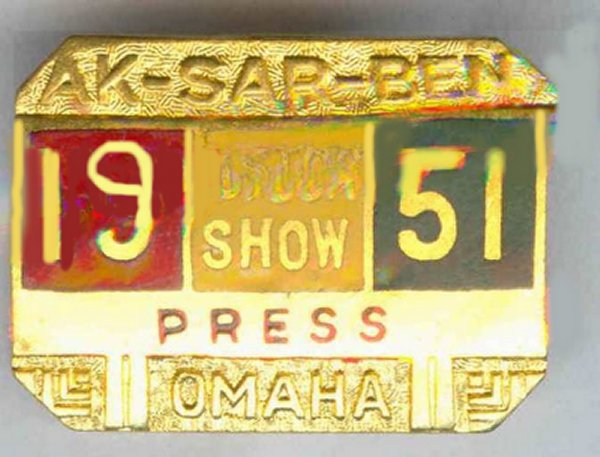 AK-SAR-BEN
19 SHOW 51
PRESS
OMAHA